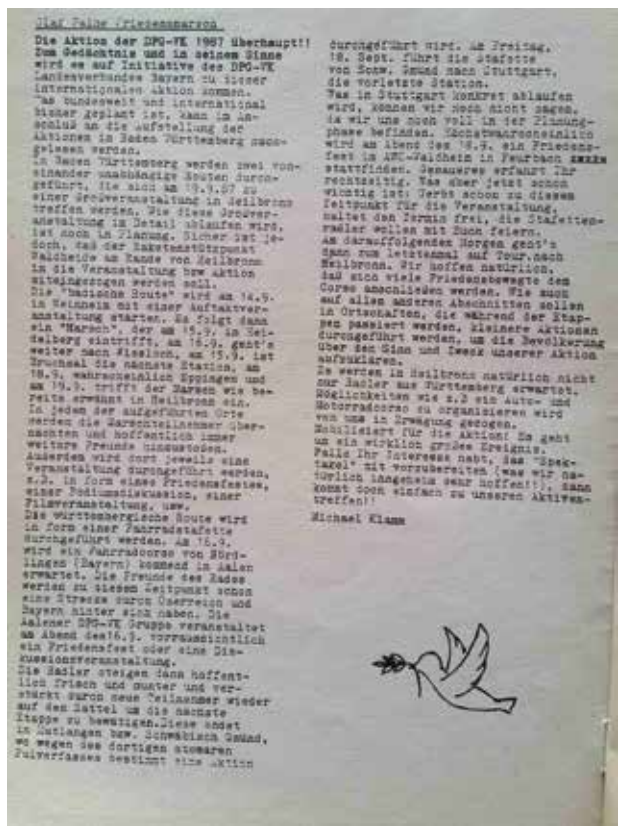 Olaf Palme Friedensmarsch
Die Aktion der DFG-VK 1987 überhaupt!!
Zum Gedächtnis und in seinem Sinne
wird es auf Initiative des DFG-VK
Landesverbandes Bayern zu dieser
internationalen Aktion kommen.
Was bundesweit und international
bisher geplant ist, kann im An-
schluß an die Aufstellung der
Aktionen in Baden Württemberg nach-
gelesen werden.
In Baden Württemberg werden zwei von-
einander unabhängige Routen durch-
geführt, die sich am 19.9.87 zu
einer Großveranstaltung in Heilbronn
treffen werden. Wie diese Großver-
anstaltung im Detail ablaufen wird,
ist noch in Planung. Sicher ist je-
doch, daß der Raketenstützpunkt
Waldheide am Rande von Heilbronn
in die Veranstaltung bzw Aktion
miteingezogen werden soll.
Die "badische Route" wird am 14.9.
in Weinheim mit einer Auftaktver-
anstaltung starten. Es folgt dann
ein "Marsch", der am 15.9. in Hei-
delberg eintrifft, am 16.9. geht's
weiter nach Wiesloch, am ist
Bruchsal die nächste Station, am
18.9. wahrscheinlich Eppingen und
am 19.9. trifft der Marsch wie be-
reits erwähnt in Heilbronn ein.
In jedem der aufgeführten Orte
werden die Marschteilnehmer über-
nachten und hoffentlich immer
weitere Freunde hinzustoßen.
Außerdem wird dort jeweils eine
Veranstaltung durchgeführt werden,
z.B. in form eines Friedensfestes,
einer Podiumsdiskussion, einer
Filmveranstaltung, usw.
Die württembergische Route wird
in form einer Fahrradstafette
durchgeführt werden. Am 16.9.
wird ein Fahrradcorso von Nörd-
lingen (Bayern) kommend in Aalen
erwartet. Die Freunde des Rades
werden zu diesem Zeitpunkt schon
eine Strecke durch Österreich und
Bayern hinter sich haben. Die
Aalener DFG-VK Gruppe veranstaltet
am Abend des16.9. vorraussichtlich
ein Friedensfest oder eine Dis-
kussionsveranstaltung.
Die Radler steigen dann hoffent-
lich frisch und munter und ver-
stärkt durch neue Teilnehmer wieder
auf den Sattel um die nächste
Etappe zu bewätigen.Diese endet
in Mutlangen bzw. Schwäbisch Gmünd,
wo wegen des dortigen atomaren
Pulverfasses bestimmt eine Aktion
durchgeführt wird. Am Freitag,
18. Sept. führt die Stafette
von Schw. Gmünd nach Stuttgart,
die vorletzte Station.
Was in Stuttgart konkret ablaufen
wird, können wir noch nicht sagen,
da wir uns noch voll in der Planung-
phase befinden. Höchstwahrscheinlich
wird am Abend des 18.9. ein Friedens-
fest im AWO-Waldheim in Feurbach
stattfinden. Genaueres erfahrt Ihr
rechtzeitig. Was aber jetzt schon
wichtig ist: Werbt schon zu diesem
Zeitpunkt für die Veranstaltung,
haltet den Termin frei, die Stafetten-
radler wollen mit Euch feiern.
Am darauffolgenden Morgen geht's
dann zum letztenmal auf Tour.nach
Heilbronn. Wir hoffen natürlich,
daß sich viele Friedensbewegte dem
Corso anschließen werden. Wie auch
auf allen anderen Abschnitten sollen
in Ortschaften, die während der Etap-
pen passiert werden, kleinere Aktionen
durchgeführt werden, um die Bevölkerung
über den Sinn und Zweck unserer Aktion
aufzuklären.
Es werden in Heilbronn natürlich nicht
nur Radler aus Württemberg erwartet.
Möglichkeiten wie z.B ein Auto- und
Motorradcorso zu organisieren wird
von uns in Erwägung gezogen.
Mobilisiert für die Aktion! Es geht
um ein wirklich großes Ereignis.
Falls Ihr Interesse habt, das "Spek-
tagel" mit vorzubereiten (was wir na-
türlich insgeheim sehr hoffen!!), dann
kommt doch einfach zu unseren Aktiven-
treffen!!
Michael Klamm